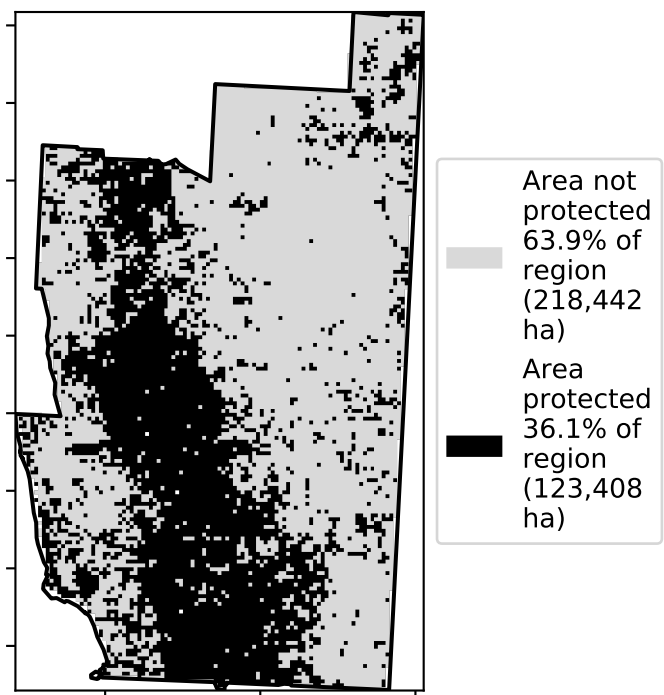 Area not
protected
63.9% of
region
(218,442
ha)
Area
protected
36.1% of
region
(123,408
ha)